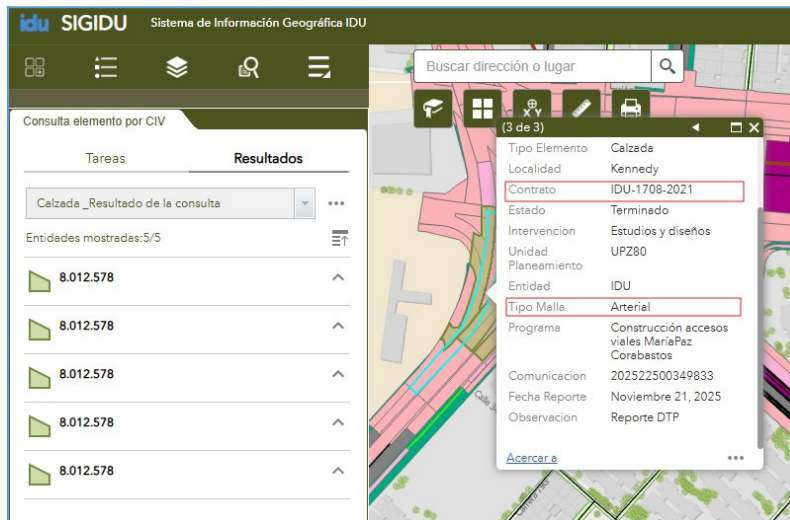 idu SIGIDU Sistema de Información Geográfica IDU
Buscar dirección o lugar
Consulta elemento por CIV
Tareas Resultados
Calzada _Resultado de la consulta
Entidades mostradas:5/5
8.012.578
8.012.578
8.012.578
8.012.578
8.012.578
(3 de 3)
Tipo Elemento Calzada
Localidad Kennedy
Contrato IDU-1708-2021
Estado Terminado
Intervencion Estudios y diseños
Unidad Planeamiento UPZ80
Entidad IDU
Tipo Malla Arterial
Programa Construcción accesos
viales MaríaPaz
Corabastos
Comunicacion 202522500349833
Fecha Reporte Noviembre 21, 2025
Observacion Reporte DTP
Acercar a